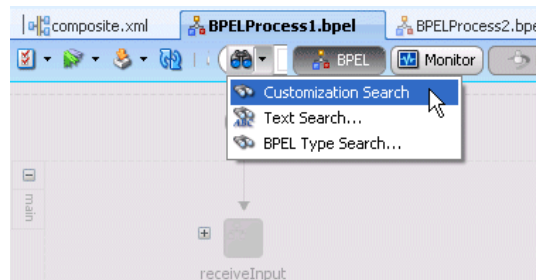 composite.xml BPELProcess1.bpel BPELProcess2.bpe
BPEL Monitor
Customization Search
Text Search...
BPEL Type Search...
main
receiveInput